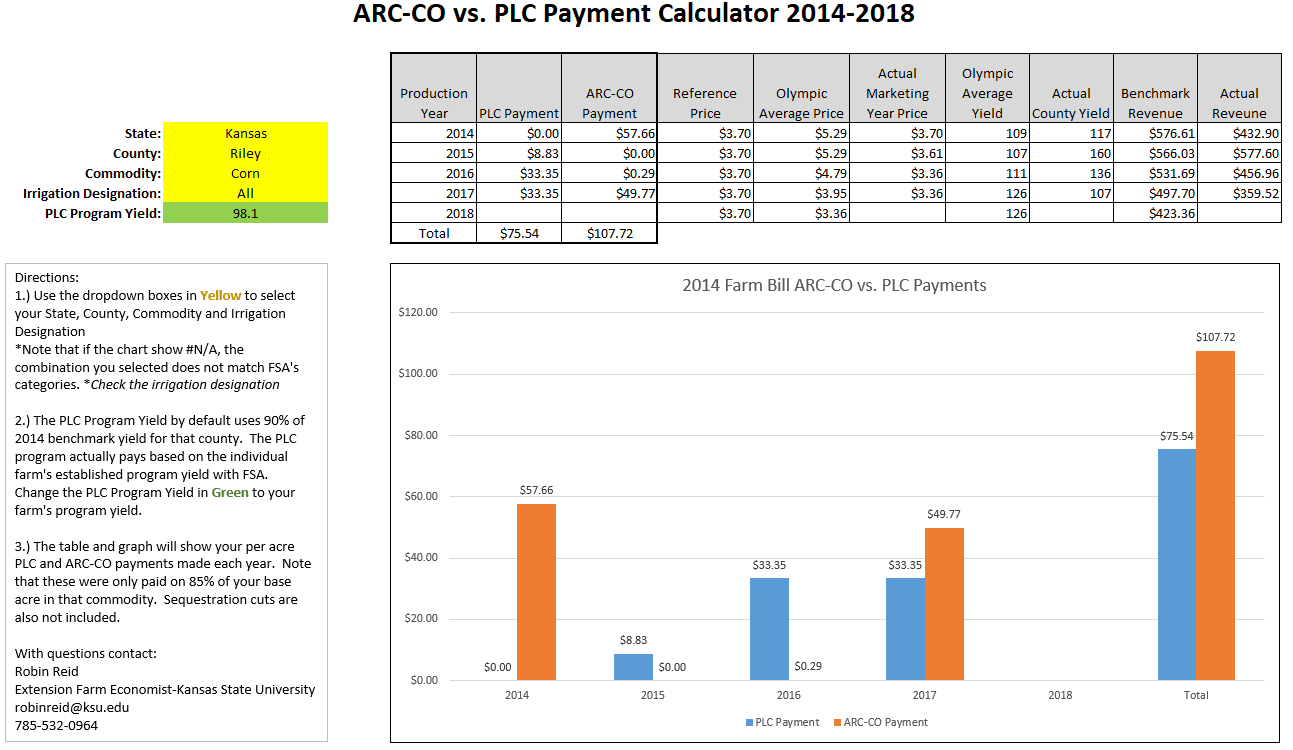 ARC-CO vs. PLC Payment Calculator 2014-2018
State: Kansas
County: Riley
Commodity: Corn
Irrigation Designation: All
PLC Program Yield: 98.1
Production Year PLC Payment ARC-CO Payment Reference Price Olympic Average Price Actual Marketing Year Price Olympic Average Yield Actual County Yield Benchmark Revenue Actual Reveune
2014 $0.00 $57.66 $3.70 $5.29 $3.70 109 117 $576.61 $432.90
2015 $8.83 $0.00 $3.70 $5.29 $3.61 107 160 $566.03 $577.60
2016 $33.35 $0.29 $3.70 $4.79 $3.36 111 136 $531.69 $456.96
2017 $33.35 $49.77 $3.70 $3.95 $3.36 126 107 $497.70 $359.52
2018 $3.70 $3.36 126 $423.36
Total $75.54 $107.72
Directions:
1.) Use the dropdown boxes in Yellow to select
your State, County, Commodity and Irrigation
Designation
*Note that if the chart show #N/A, the
combination you selected does not match FSA's
categories. *Check the irrigation designation
2.) The PLC Program Yield by default uses 90% of
2014 benchmark yield for that county. The PLC
program actually pays based on the individual
farm's established program yield with FSA.
Change the PLC Program Yield in Green to your
farm's program yield.
3.) The table and graph will show your per acre
PLC and ARC-CO payments made each year. Note
that these were only paid on 85% of your base
acre in that commodity. Sequestration cuts are
also not included.
With questions contact:
Robin Reid
Extension Farm Economist-Kansas State University
robinreid@ksu.edu
785-532-0964
2014 Farm Bill ARC-CO vs. PLC Payments
$120.00
$100.00
$80.00
$60.00
$40.00
$20.00
$0.00
$0.00 $57.66
$8.83 $0.00
$33.35 $0.29
$33.35 $49.77
$75.54 $107.72
2014 2015 2016 2017 2018 Total
PLC Payment ARC-CO Payment